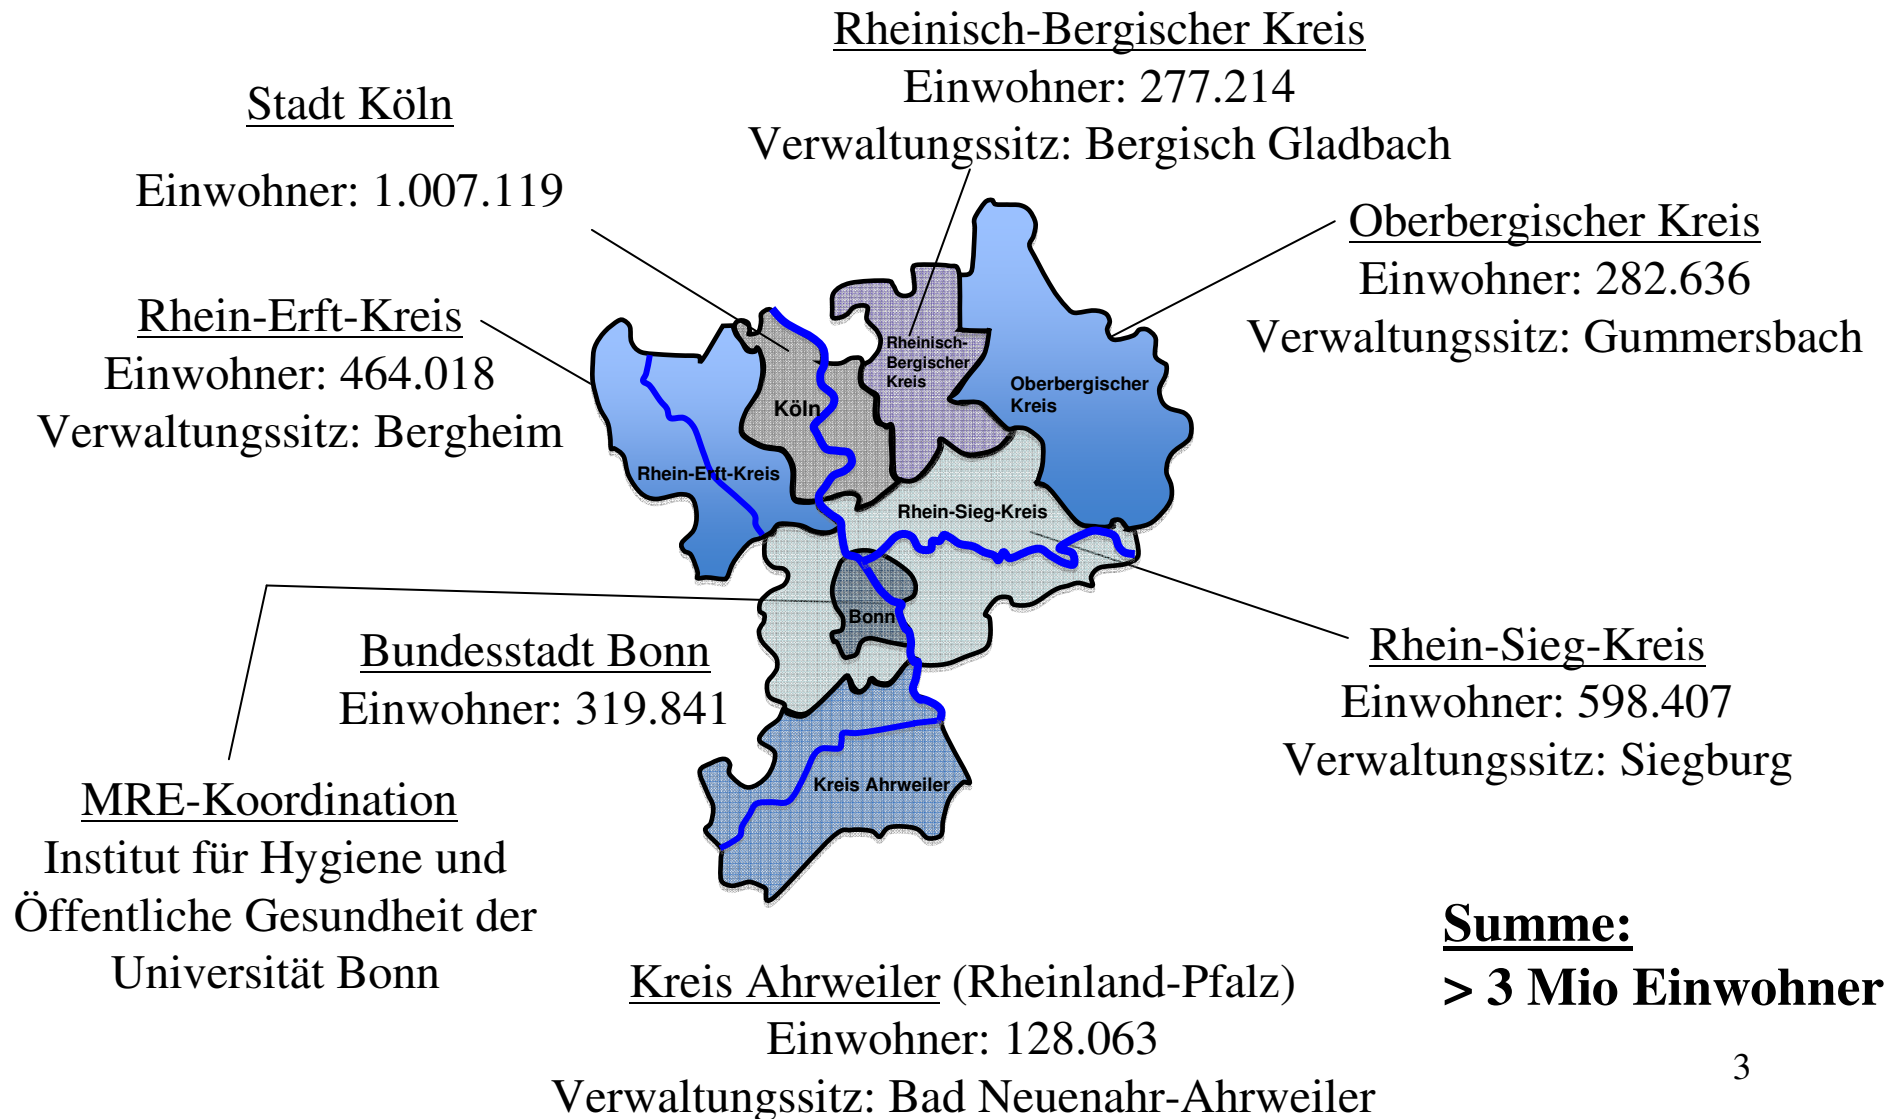 Rheinisch-Bergischer Kreis
Einwohner: 277.214
Verwaltungssitz: Bergisch Gladbach
Stadt Köln
Einwohner: 1.007.119
Oberbergischer Kreis
Einwohner: 282.636
Verwaltungssitz: Gummersbach
Rhein-Erft-Kreis
Einwohner: 464.018
Verwaltungssitz: Bergheim
Rheinisch-
Bergischer
Kreis
Oberbergischer
Kreis
Köln
Rhein-Erft-Kreis
Rhein-Sieg-Kreis
Bonn
Kreis Ahrweiler
Bundesstadt Bonn
Einwohner: 319.841
Rhein-Sieg-Kreis
Einwohner: 598.407
Verwaltungssitz: Siegburg
MRE-Koordination
Institut für Hygiene und
Öffentliche Gesundheit der
Universität Bonn
Kreis Ahrweiler (Rheinland-Pfalz)
Einwohner: 128.063
Verwaltungssitz: Bad Neuenahr-Ahrweiler
Summe:
> 3 Mio Einwohner
3